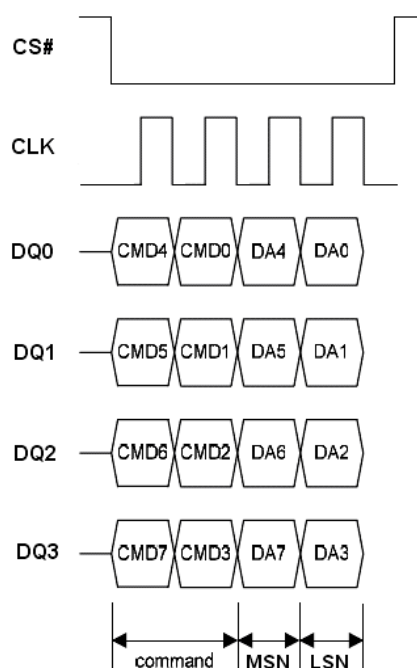 CS#
CLK
DQ0 CMD4 CMD0 DA4 DA0
DQ1 CMD5 CMD1 DA5 DA1
DQ2 CMD6 CMD2 DA6 DA2
DQ3 CMD7 CMD3 DA7 DA3
command MSN LSN